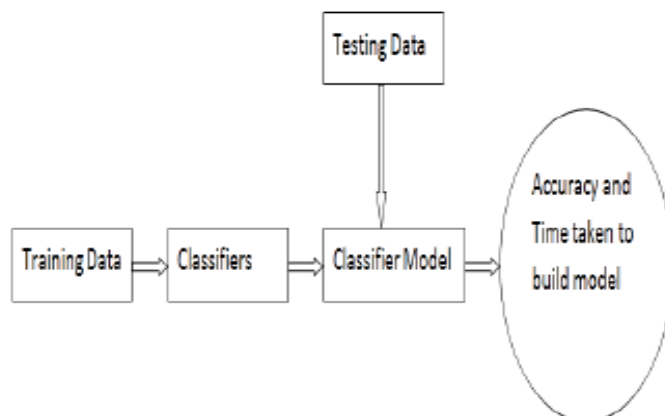 Testing Data
Training Data
Classifiers
Classifier Model
Accuracy and
Time taken to
build model